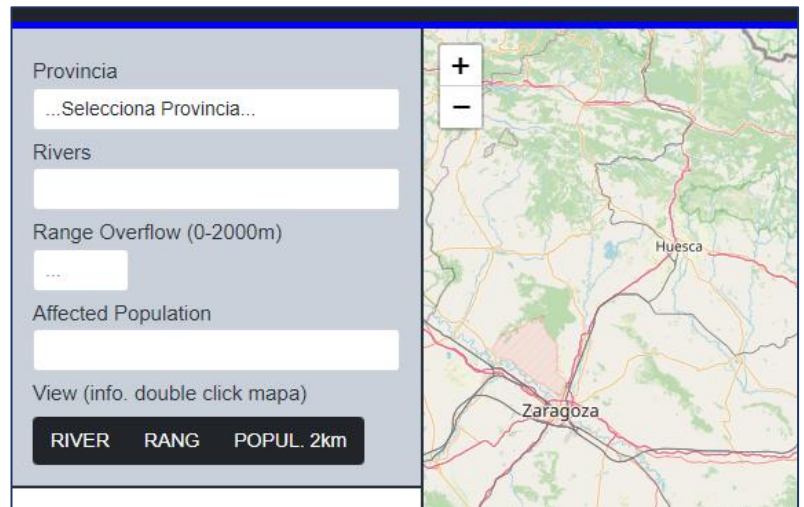 Provincia
...Selecciona Provincia...
Rivers
Range Overflow (0-2000m)
...
Affected Population
View (info. double click mapa)
RIVER RANG POPUL. 2km
+
−
Huesca
Zaragoza